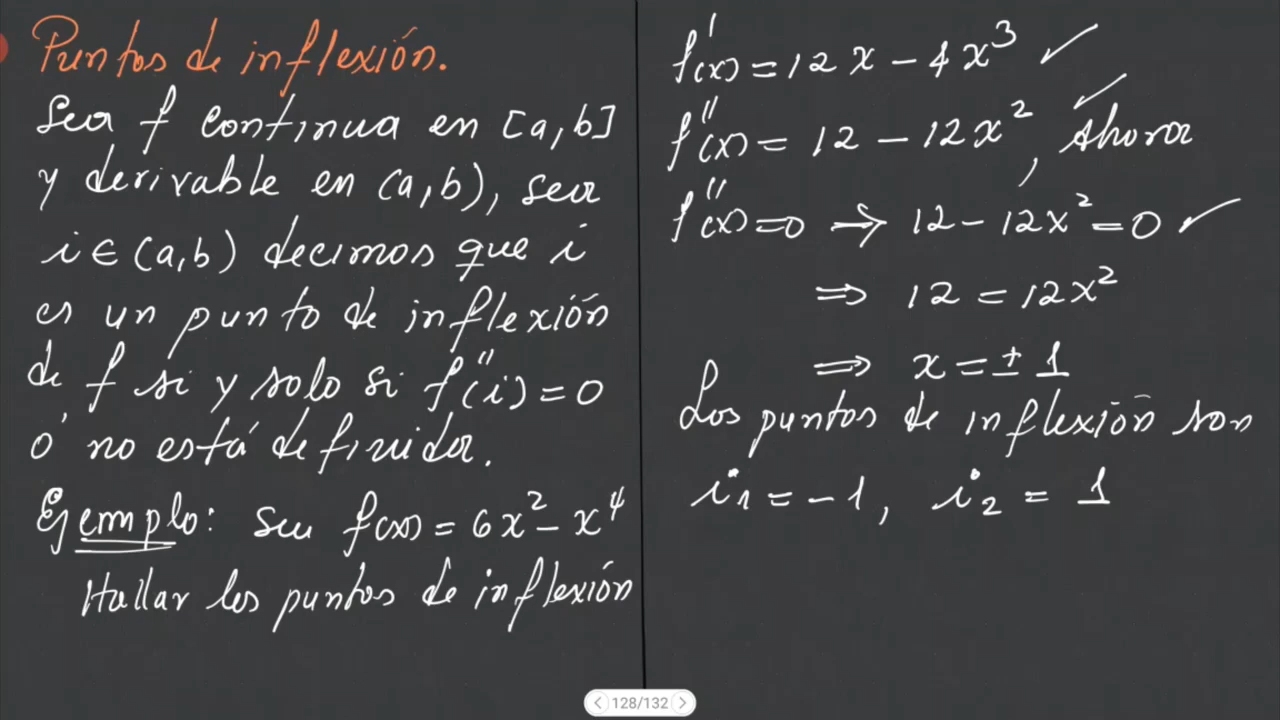 Puntos de inflexión.
Sea f continua en [a,b]
y derivable en (a,b), sea
i ∈ (a,b) decimos que i
es un punto de inflexión
de f si y solo si f''(i) = 0
ó no está definida.
Ejemplo: Sea f(x) = 6x² - x⁴
Hallar los puntos de inflexión
f'(x) = 12x - 4x³ ✓
f''(x) = 12 - 12x², ✓ Ahora
f''(x) = 0 → 12 - 12x² = 0 ✓
⇒ 12 = 12x²
⇒ x = ± 1
Los puntos de inflexión son
i₁ = -1, i₂ = 1
128/132